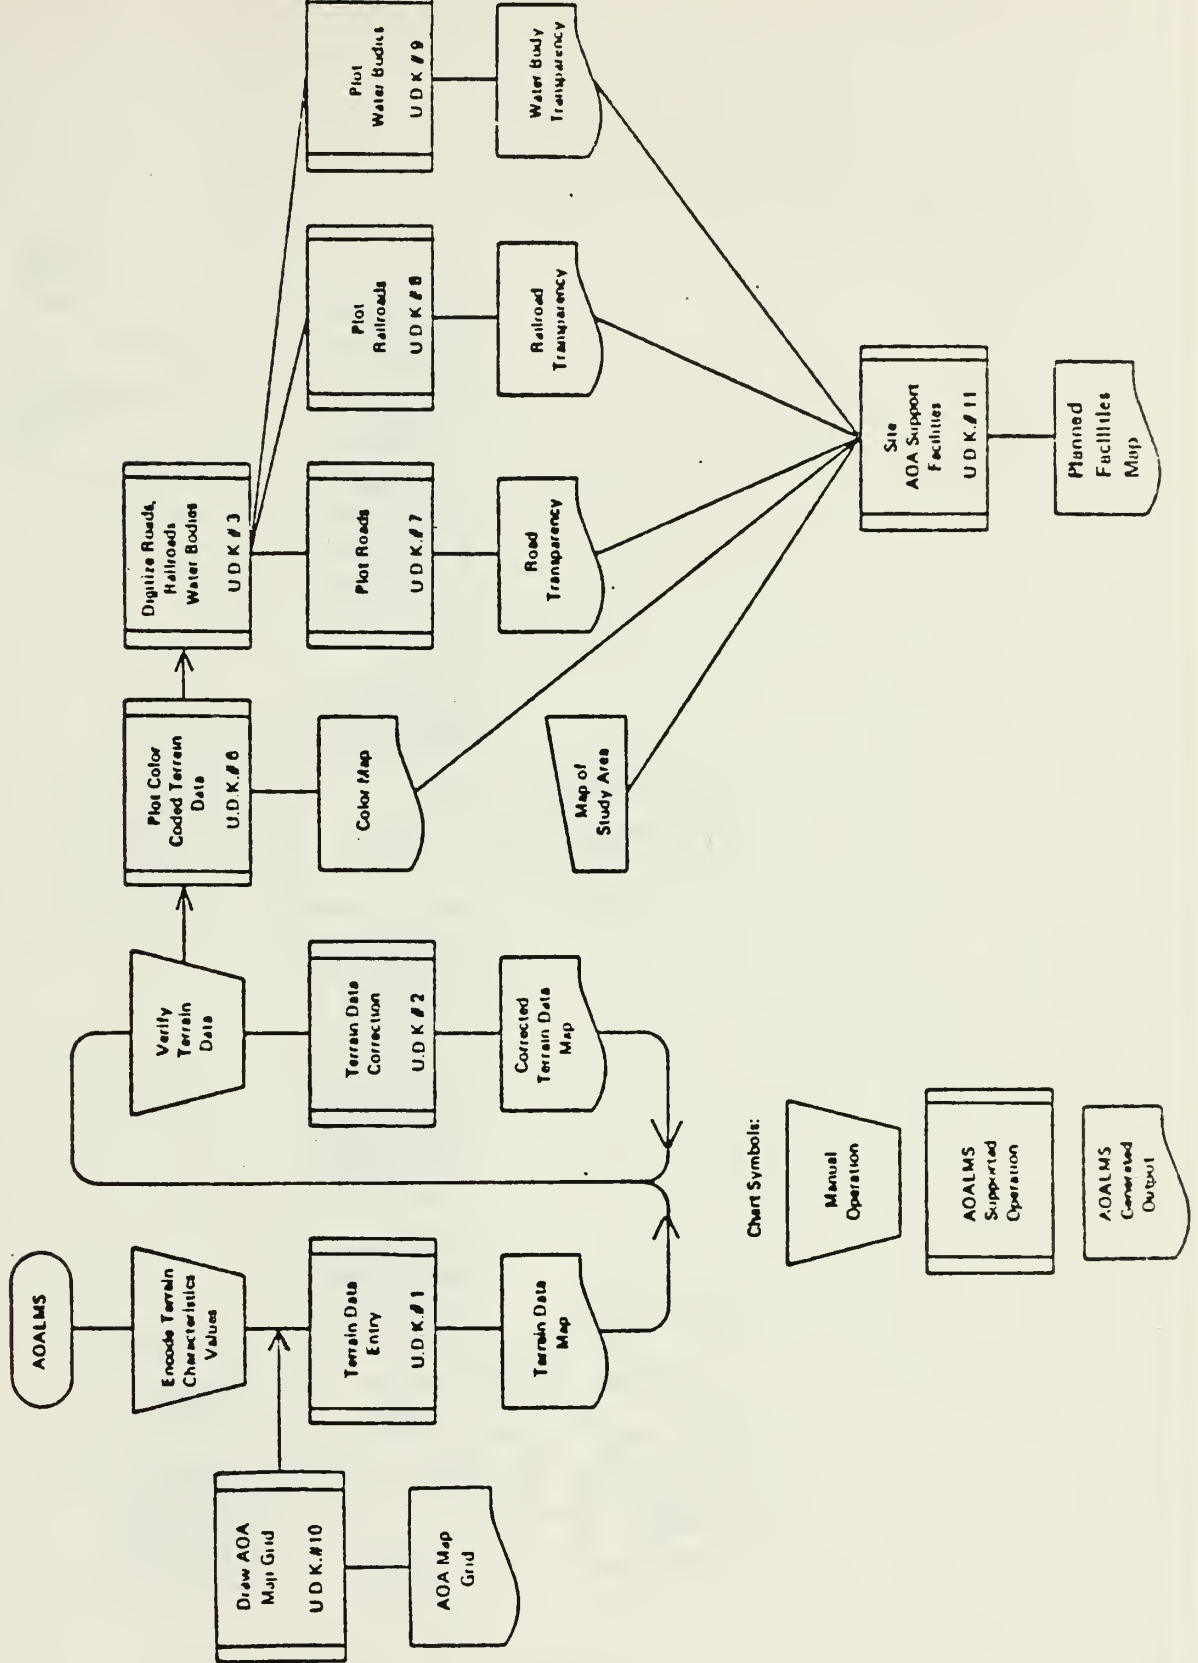 AOALMS
Encode Terrain
Characteristics
Values
Draw AOA
Map Grid
U D K.#10
AOA Map
Grid
Terrain Data
Entry
U.D.K.#1
Terrain Data
Map
Verify
Terrain
Data
Terrain Data
Correction
U.D.K #2
Corrected
Terrain Data
Map
Plot Color
Coded Terrain
Data
U.D.K.#6
Color Map
Map of
Study Area
Digitize Roads,
Railroads
Water Bodies
U D K #3
Plot Roads
U D K.#7
Road
Transparency
Plot
Railroads
U D K #8
Railroad
Transparency
Plot
Water Bodies
U D K #9
Water Body
Transparency
Site
AOA Support
Facilities
U D K.#11
Planned
Facilities
Map
Chart Symbols:
Manual
Operation
AOALMS
Supported
Operation
AOALMS
Generated
Output